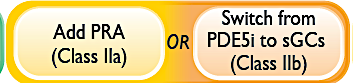 Add PRA
(Class IIa)
OR
Switch from
PDE5i to sGCs
(Class IIb)